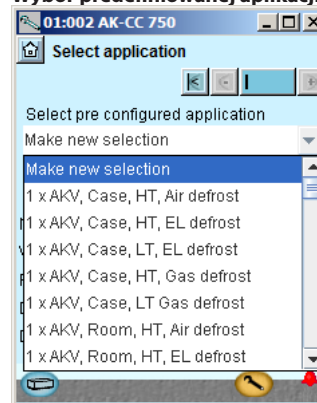 Wybór predefiniowanej aplikacji
01:002 AK-CC 750
Select application
Select pre configured application
Make new selection
Make new selection
1 x AKV, Case, HT, Air defrost
1 x AKV, Case, HT, EL defrost
1 x AKV, Case, LT, EL defrost
1 x AKV, Case, HT, Gas defrost
1 x AKV, Case, LT Gas defrost
1 x AKV, Room, HT, Air defrost
1 x AKV, Room, HT, EL defrost